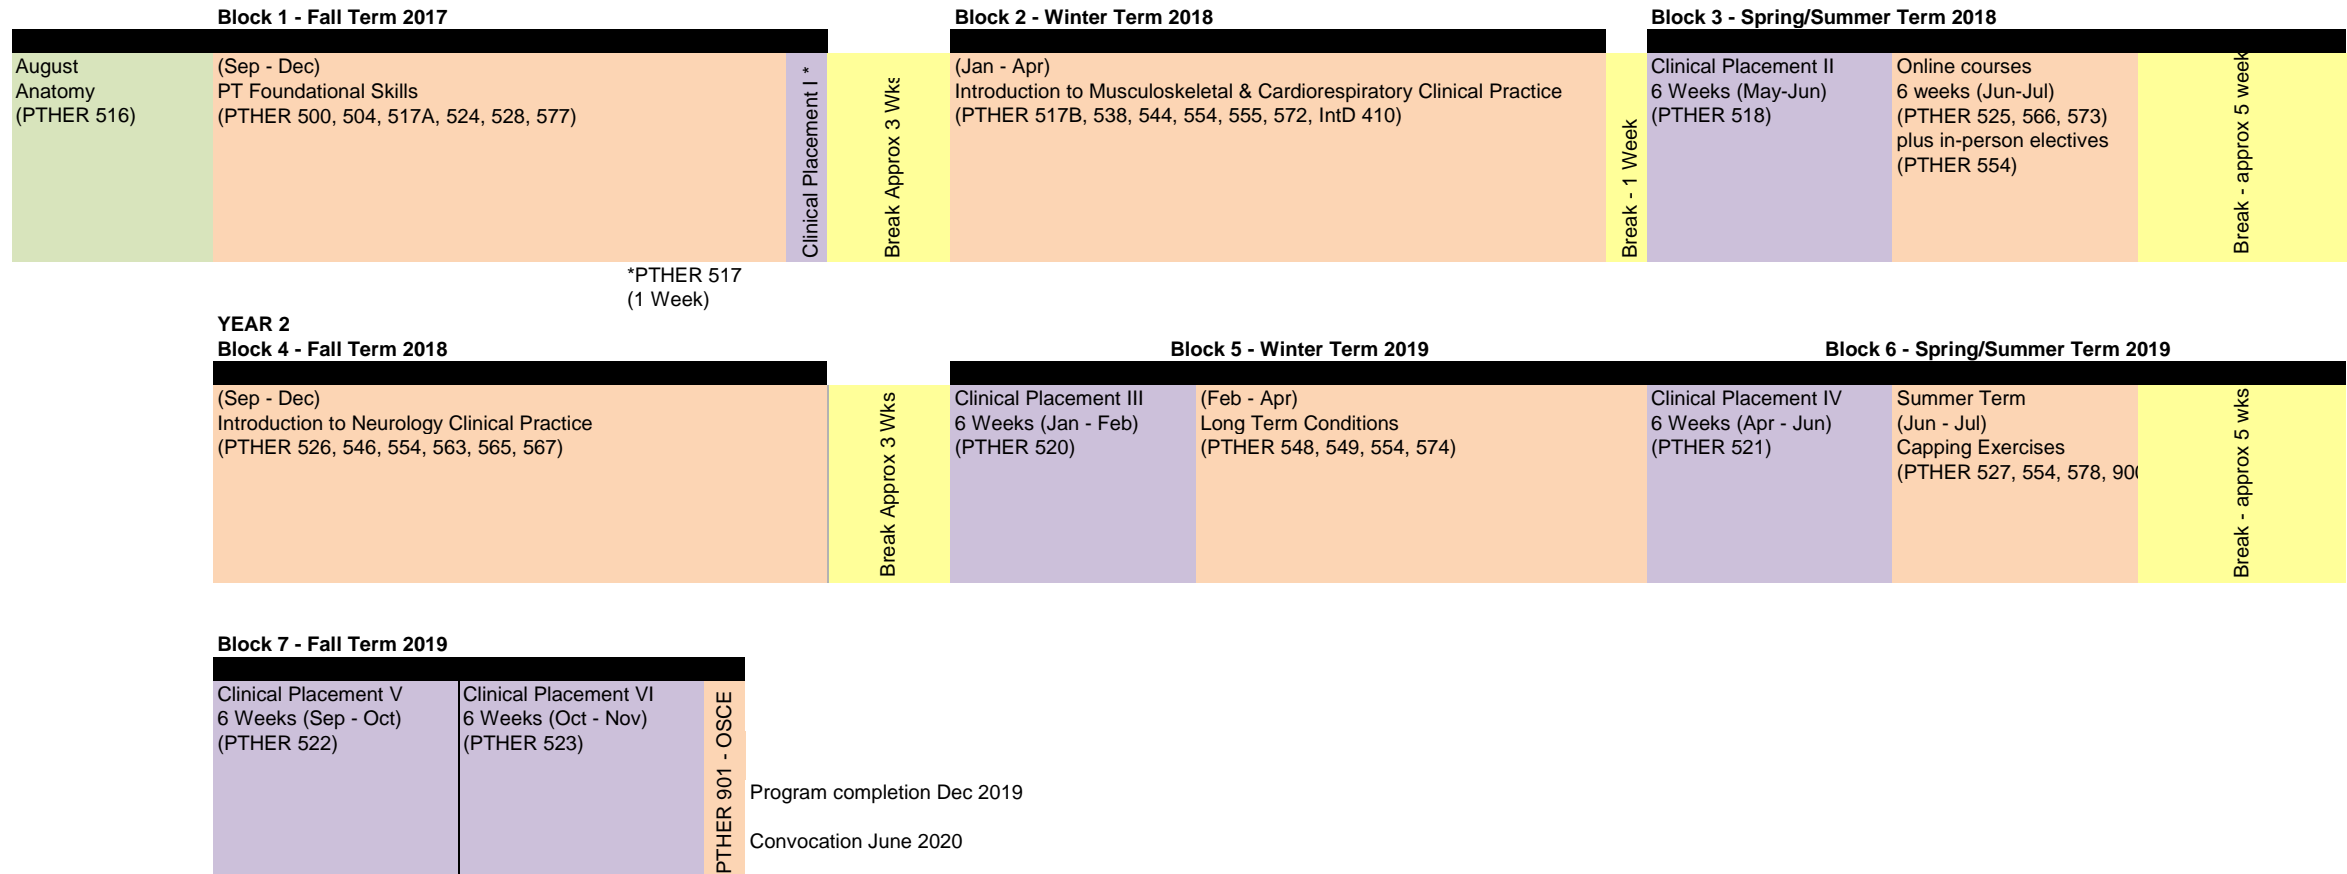 Block 1 - Fall Term 2017
Block 2 - Winter Term 2018
Block 3 - Spring/Summer Term 2018
August
Anatomy
(PTHER 516)
(Sep - Dec)
PT Foundational Skills
(PTHER 500, 504, 517A, 524, 528, 577)
Clinical Placement I *
Break Approx 3 Wks
(Jan - Apr)
Introduction to Musculoskeletal & Cardiorespiratory Clinical Practice
(PTHER 517B, 538, 544, 554, 555, 572, IntD 410)
Break - 1 Week
Clinical Placement II
6 Weeks (May-Jun)
(PTHER 518)
Online courses
6 weeks (Jun-Jul)
(PTHER 525, 566, 573)
plus in-person electives
(PTHER 554)
Break - approx 5 week
*PTHER 517
(1 Week)
YEAR 2
Block 4 - Fall Term 2018
Block 5 - Winter Term 2019
Block 6 - Spring/Summer Term 2019
(Sep - Dec)
Introduction to Neurology Clinical Practice
(PTHER 526, 546, 554, 563, 565, 567)
Break Approx 3 Wks
Clinical Placement III
6 Weeks (Jan - Feb)
(PTHER 520)
(Feb - Apr)
Long Term Conditions
(PTHER 548, 549, 554, 574)
Clinical Placement IV
6 Weeks (Apr - Jun)
(PTHER 521)
Summer Term
(Jun - Jul)
Capping Exercises
(PTHER 527, 554, 578, 900
Break - approx 5 wks
Block 7 - Fall Term 2019
Clinical Placement V
6 Weeks (Sep - Oct)
(PTHER 522)
Clinical Placement VI
6 Weeks (Oct - Nov)
(PTHER 523)
PTHER 901 - OSCE
Program completion Dec 2019
Convocation June 2020